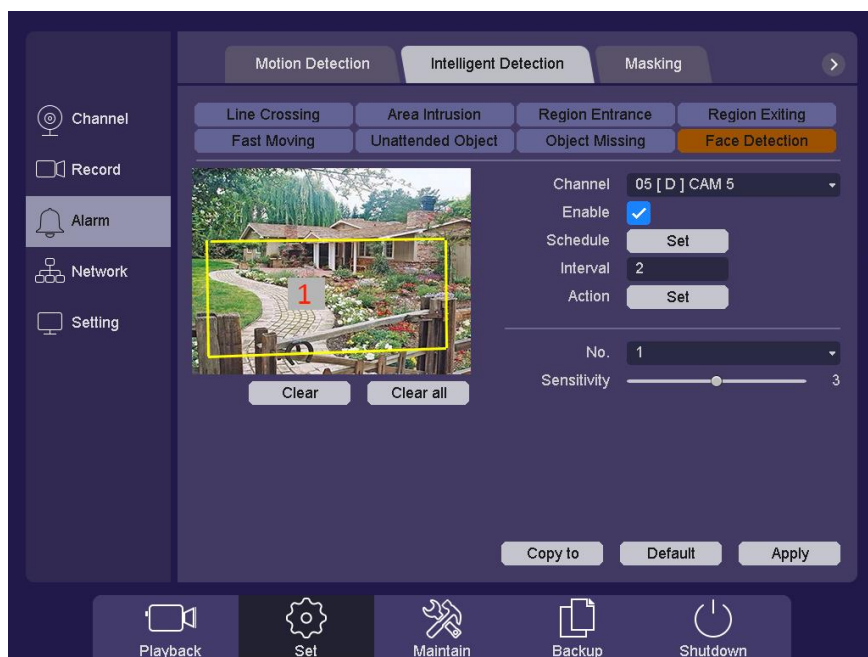 Motion Detection Intelligent Detection Masking
Channel
Record
Alarm
Network
Setting
Line Crossing Area Intrusion Region Entrance Region Exiting
Fast Moving Unattended Object Object Missing Face Detection
1
Clear Clear all
Channel 05 [ D ] CAM 5
Enable
Schedule Set
Interval 2
Action Set
No. 1
Sensitivity 3
Copy to Default Apply
Playback Set Maintain Backup Shutdown